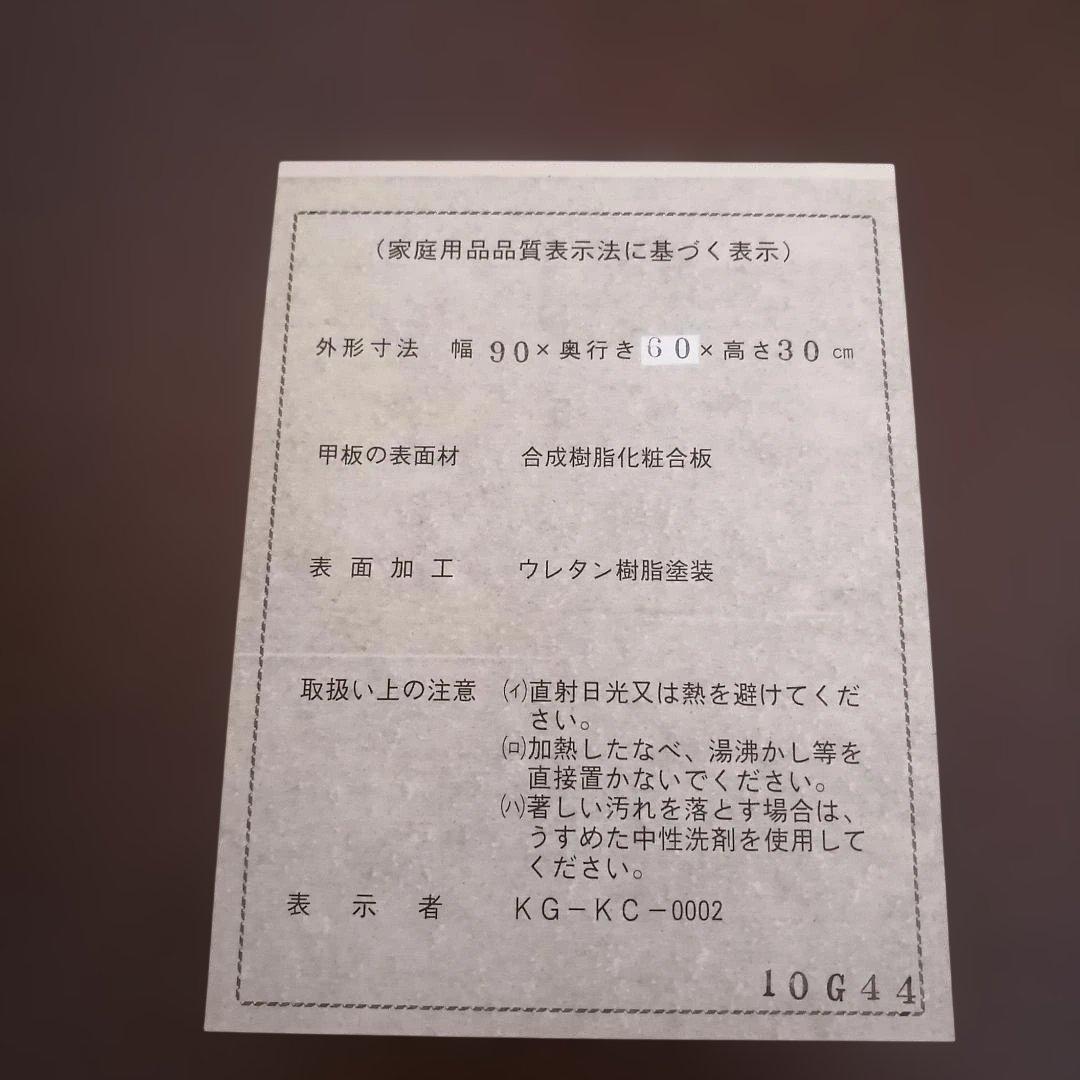 (家庭用品品質表示法に基づく表示)
外形寸法 幅 90×奥行き60×高さ30cm
甲板の表面材 合成樹脂化粧合板
表面加工 ウレタン樹脂塗装
取扱い上の注意 (イ)直射日光又は熱を避けてくだ
さい。
(ロ)加熱したなべ、湯沸かし等を
直接置かないでください。
(ハ)著しい汚れを落とす場合は、
うすめた中性洗剤を使用して
ください。
表示者 KG-KC-0002
10G44